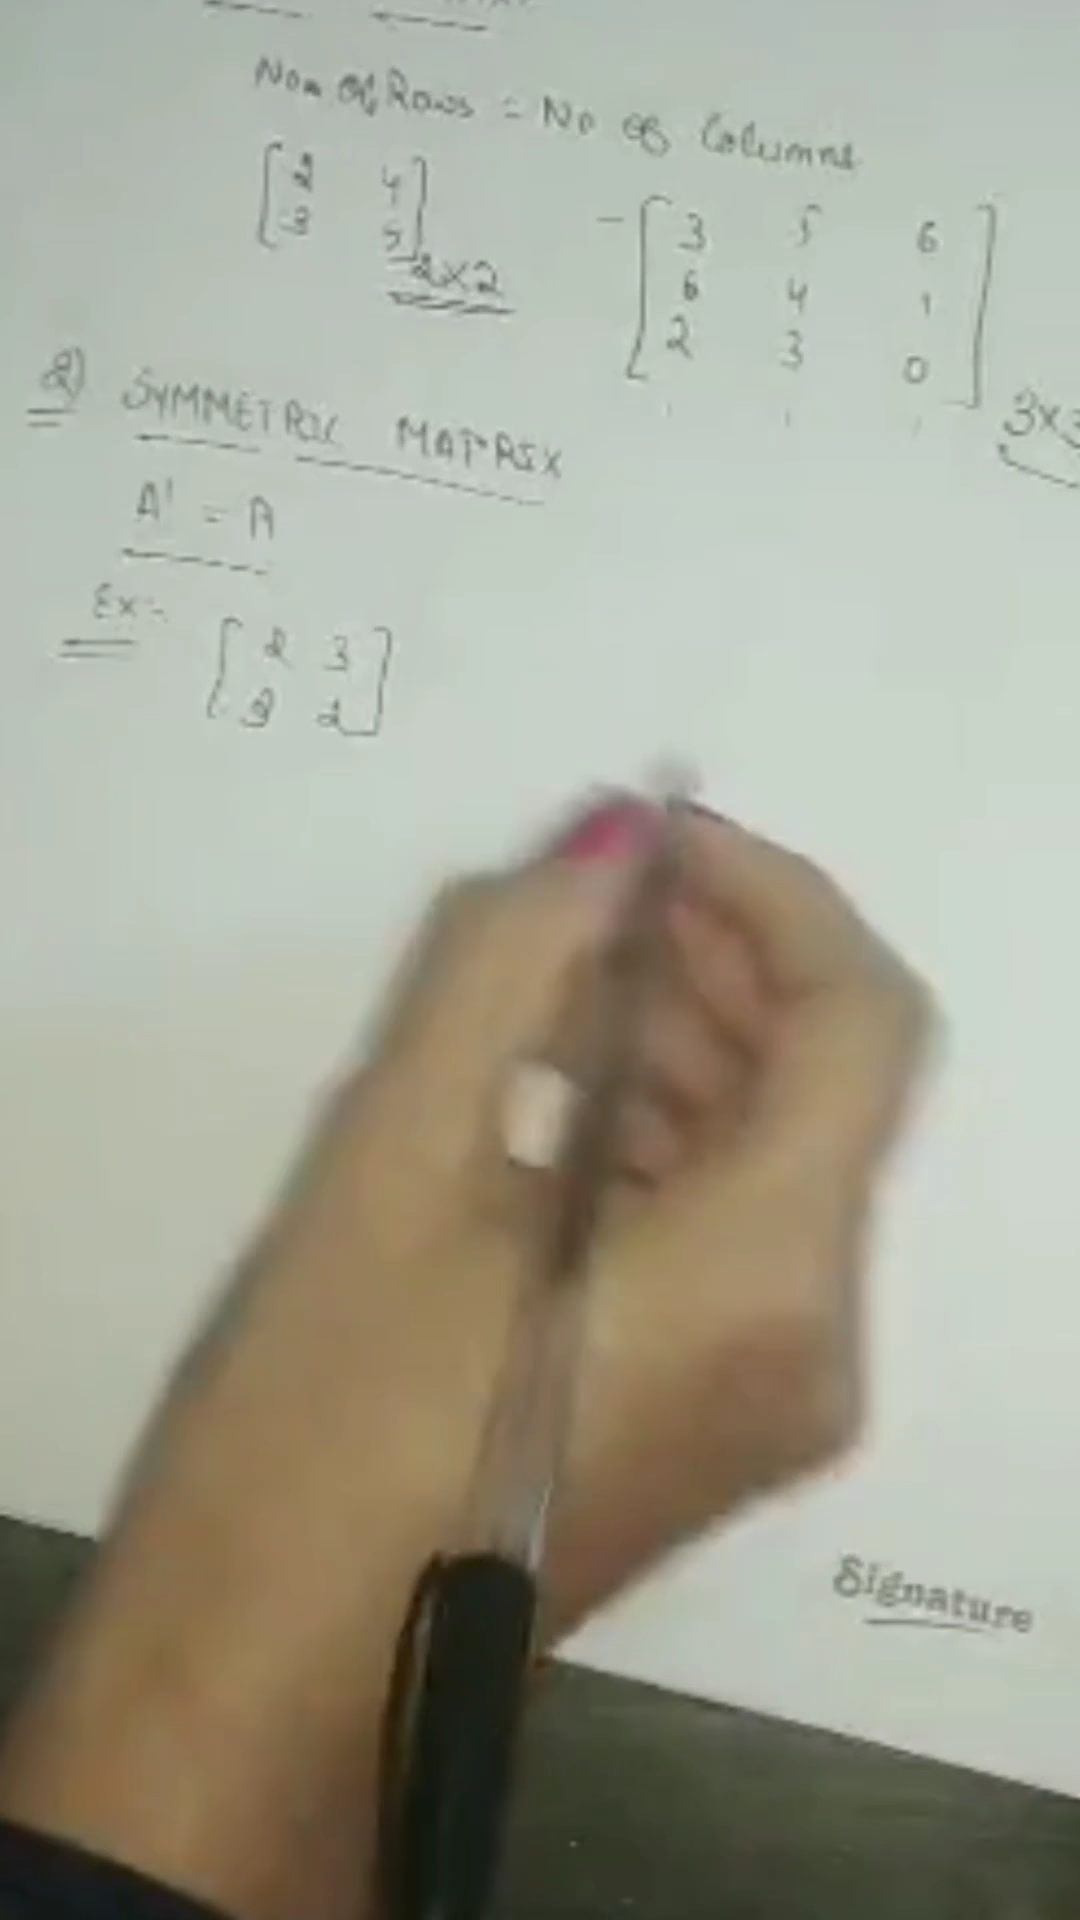 No. of Rows = No of Columns
[2 4
3 5] 2×2
[3 5 6
6 4 1
2 3 0] 3×3
2) SYMMETRIC MATRIX
A' = A
Ex:-
[2 3
3 2]
Signature